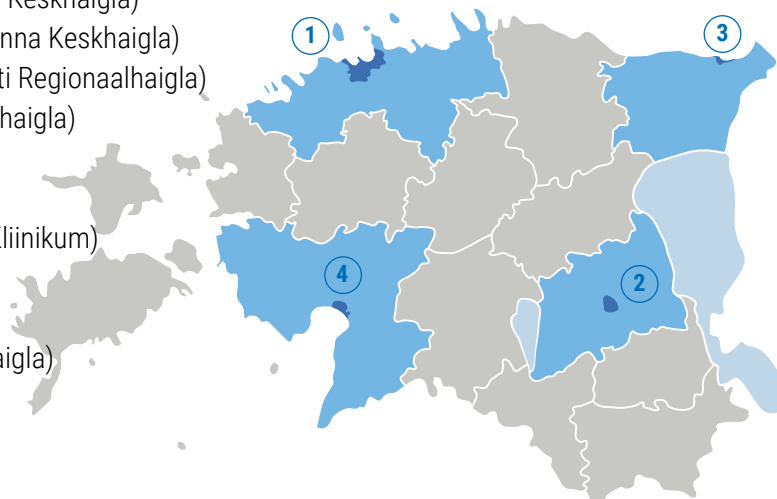 Keskhaigla)
nna Keskhaigla)
ti Regionaalhaigla)
haigla)
Kliinikum)
aigla)
1
3
4
2